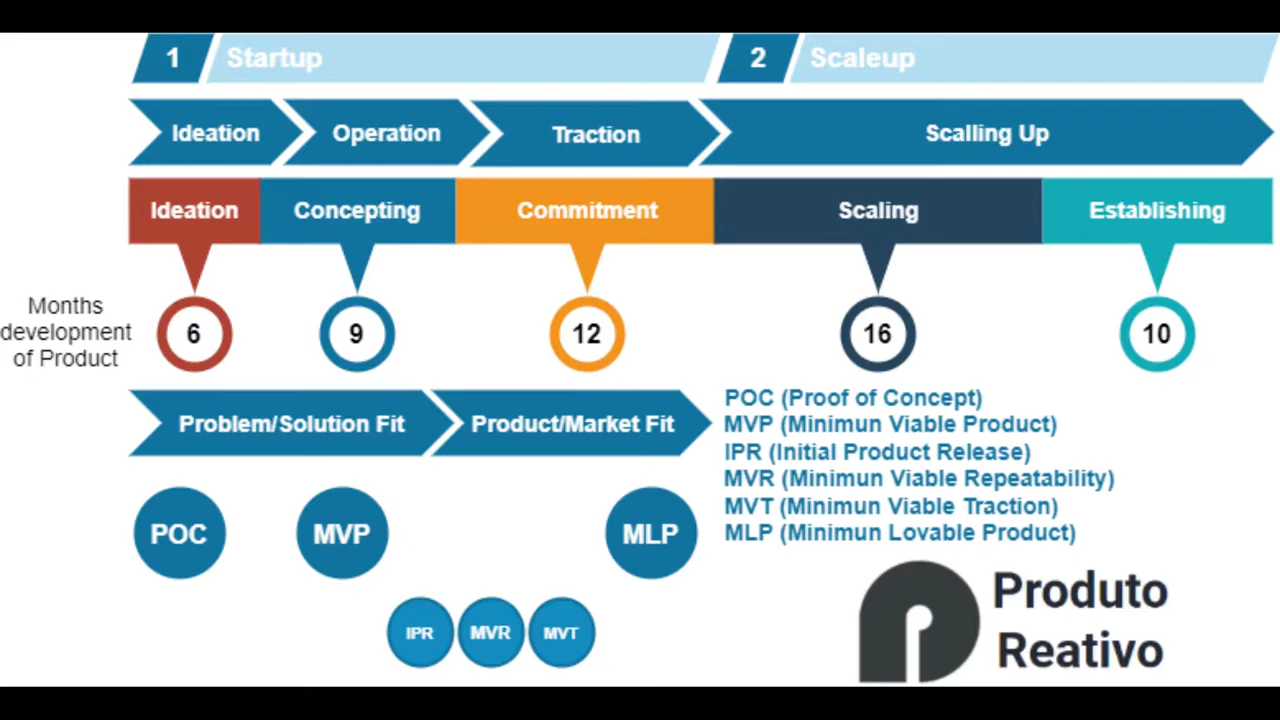 1 Startup
2 Scaleup
Ideation
Operation
Traction
Scalling Up
Ideation
Concepting
Commitment
Scaling
Establishing
Months
development
of Product
6
9
12
16
10
Problem/Solution Fit
Product/Market Fit
POC (Proof of Concept)
MVP (Minimun Viable Product)
IPR (Initial Product Release)
MVR (Minimun Viable Repeatability)
MVT (Minimun Viable Traction)
MLP (Minimun Lovable Product)
POC
MVP
MLP
IPR
MVR
MVT
Produto
Reativo